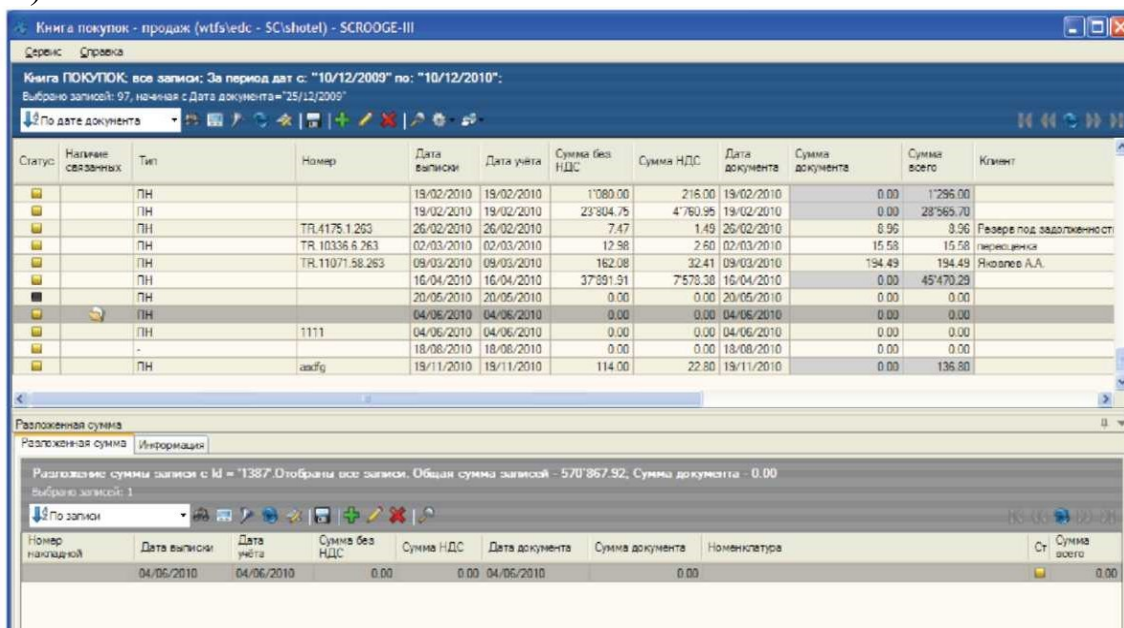 Книга покупок - продаж (wtfs\edc - SC\shotel) - SCROOGE-III
Сервис Справка
Книга ПОКУПОК; все записи; За период дат с: "10/12/2009" по: "10/12/2010";
Выбрано записей: 97, начиная с Дата документа="25/12/2009"
По дате документа
Статус Наличие связанных Тип Номер Дата выписки Дата учёта Сумма без НДС Сумма НДС Дата документа Сумма документа Сумма всего Клиент
ПН 19/02/2010 19/02/2010 1'080.00 216.00 19/02/2010 0.00 1'296.00
ПН 19/02/2010 19/02/2010 23'804.75 4'760.95 19/02/2010 0.00 28'565.70
ПН TR.4175.1.263 26/02/2010 26/02/2010 7.47 1.49 26/02/2010 8.96 8.96 Резерв под задолженност
ПН TR.10336.6.263 02/03/2010 02/03/2010 12.98 2.60 02/03/2010 15.58 15.58 переоценка
ПН TR.11071.58.263 09/03/2010 09/03/2010 162.08 32.41 09/03/2010 194.49 194.49 Яковлев А.А.
ПН 16/04/2010 16/04/2010 37'891.91 7'578.38 16/04/2010 0.00 45'470.29
ПН 20/05/2010 20/05/2010 0.00 0.00 20/05/2010 0.00 0.00
ПН 04/06/2010 04/06/2010 0.00 0.00 04/06/2010 0.00 0.00
ПН 1111 04/06/2010 04/06/2010 0.00 0.00 04/06/2010 0.00 0.00
- 18/08/2010 18/08/2010 0.00 0.00 18/08/2010 0.00 0.00
ПН asdfg 19/11/2010 19/11/2010 114.00 22.80 19/11/2010 0.00 136.80
Разложенная сумма
Разложенная сумма Информация
Разложение суммы записи с Id = '1387'.Отобраны все записи. Общая сумма записей - 570'867.92, Сумма документа - 0.00
Выбрано записей: 1
По записи
Номер накладной Дата выписки Дата учёта Сумма без НДС Сумма НДС Дата документа Сумма документа Номенклатура Ст Сумма всего
04/06/2010 04/06/2010 0.00 0.00 04/06/2010 0.00 0.00